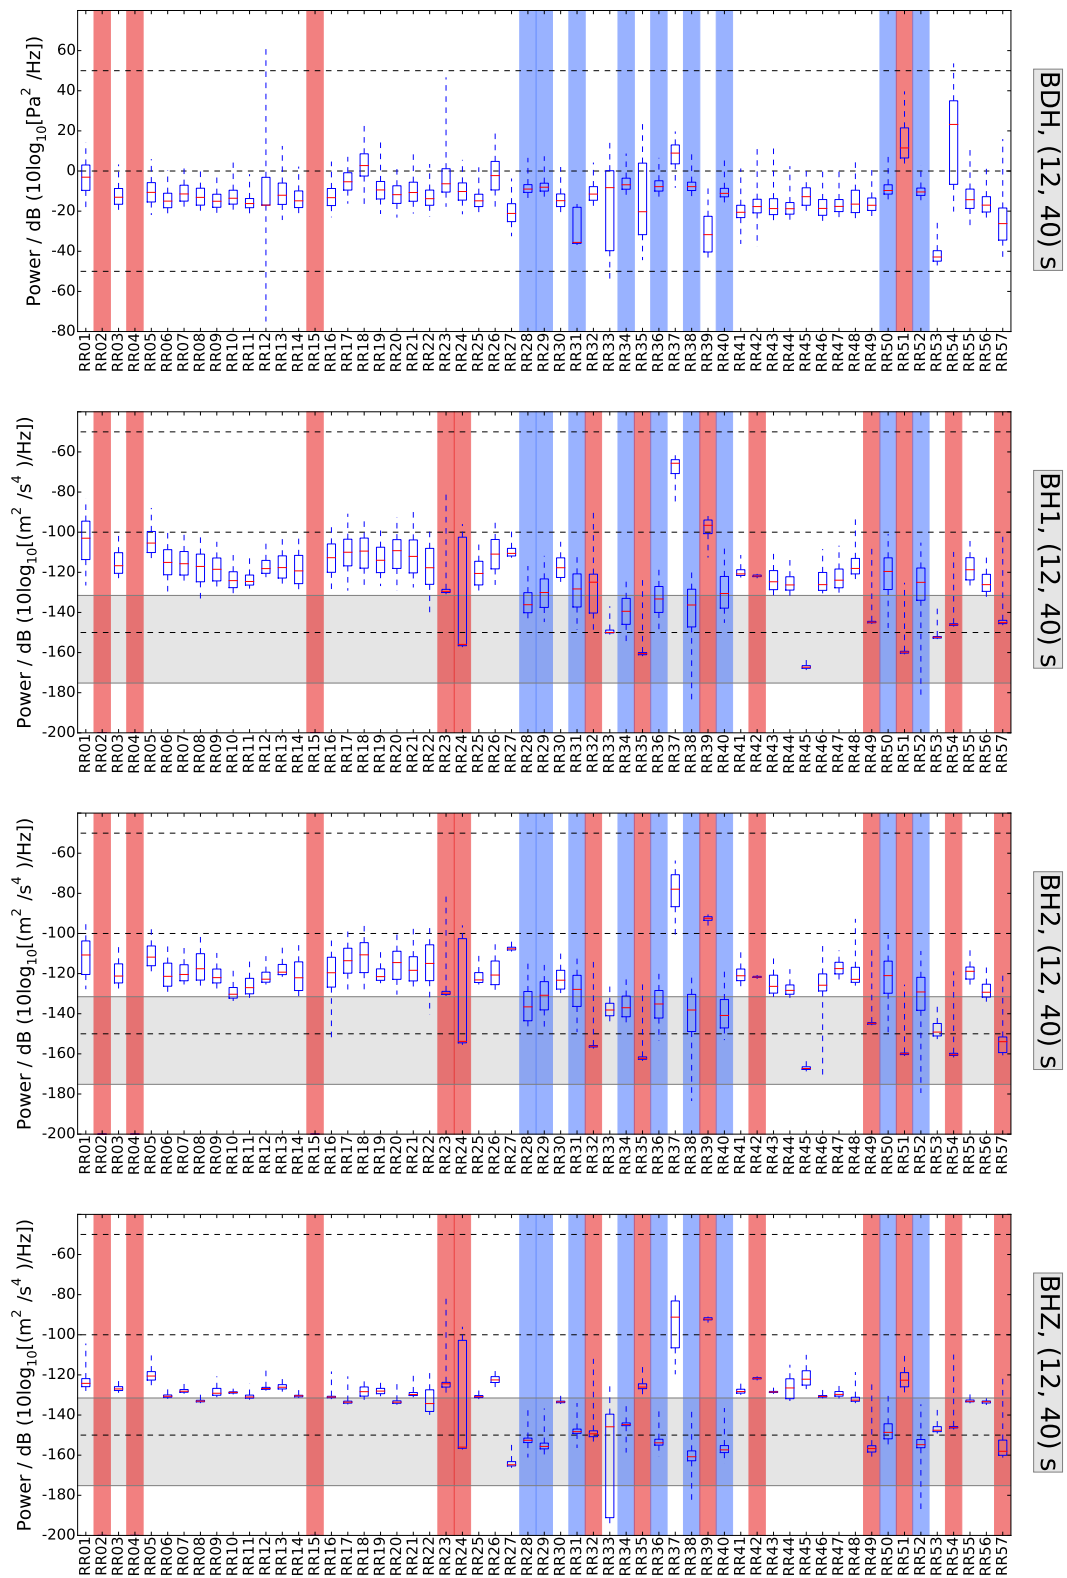 Power / dB (10log10[Pa2 /Hz])
60
40
20
0
-20
-40
-60
-80
RR01 RR02 RR03 RR04 RR05 RR06 RR07 RR08 RR09 RR10 RR11 RR12 RR13 RR14 RR15 RR16 RR17 RR18 RR19 RR20 RR21 RR22 RR23 RR24 RR25 RR26 RR27 RR28 RR29 RR30 RR31 RR32 RR33 RR34 RR35 RR36 RR37 RR38 RR39 RR40 RR41 RR42 RR43 RR44 RR45 RR46 RR47 RR48 RR49 RR50 RR51 RR52 RR53 RR54 RR55 RR56 RR57
BDH, (12, 40) s
Power / dB (10log10[(m2 /s4 )/Hz])
-60
-80
-100
-120
-140
-160
-180
-200
RR01 RR02 RR03 RR04 RR05 RR06 RR07 RR08 RR09 RR10 RR11 RR12 RR13 RR14 RR15 RR16 RR17 RR18 RR19 RR20 RR21 RR22 RR23 RR24 RR25 RR26 RR27 RR28 RR29 RR30 RR31 RR32 RR33 RR34 RR35 RR36 RR37 RR38 RR39 RR40 RR41 RR42 RR43 RR44 RR45 RR46 RR47 RR48 RR49 RR50 RR51 RR52 RR53 RR54 RR55 RR56 RR57
BH1, (12, 40) s
Power / dB (10log10[(m2 /s4 )/Hz])
-60
-80
-100
-120
-140
-160
-180
-200
RR01 RR02 RR03 RR04 RR05 RR06 RR07 RR08 RR09 RR10 RR11 RR12 RR13 RR14 RR15 RR16 RR17 RR18 RR19 RR20 RR21 RR22 RR23 RR24 RR25 RR26 RR27 RR28 RR29 RR30 RR31 RR32 RR33 RR34 RR35 RR36 RR37 RR38 RR39 RR40 RR41 RR42 RR43 RR44 RR45 RR46 RR47 RR48 RR49 RR50 RR51 RR52 RR53 RR54 RR55 RR56 RR57
BH2, (12, 40) s
Power / dB (10log10[(m2 /s4 )/Hz])
-60
-80
-100
-120
-140
-160
-180
-200
RR01 RR02 RR03 RR04 RR05 RR06 RR07 RR08 RR09 RR10 RR11 RR12 RR13 RR14 RR15 RR16 RR17 RR18 RR19 RR20 RR21 RR22 RR23 RR24 RR25 RR26 RR27 RR28 RR29 RR30 RR31 RR32 RR33 RR34 RR35 RR36 RR37 RR38 RR39 RR40 RR41 RR42 RR43 RR44 RR45 RR46 RR47 RR48 RR49 RR50 RR51 RR52 RR53 RR54 RR55 RR56 RR57
BHZ, (12, 40) s